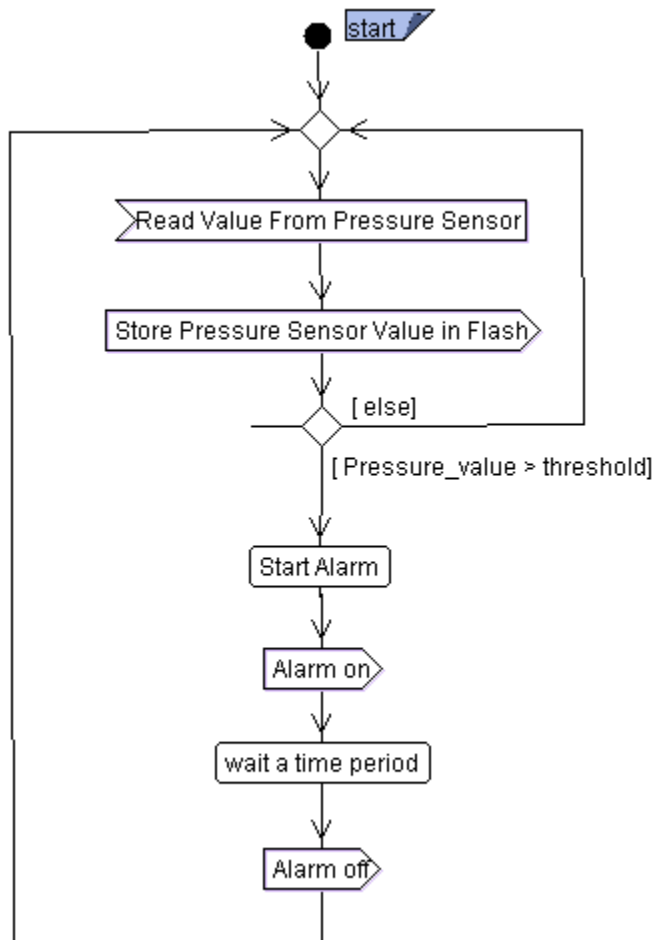 start
Read Value From Pressure Sensor
Store Pressure Sensor Value in Flash
[ else]
[ Pressure_value > threshold]
Start Alarm
Alarm on
wait a time period
Alarm off